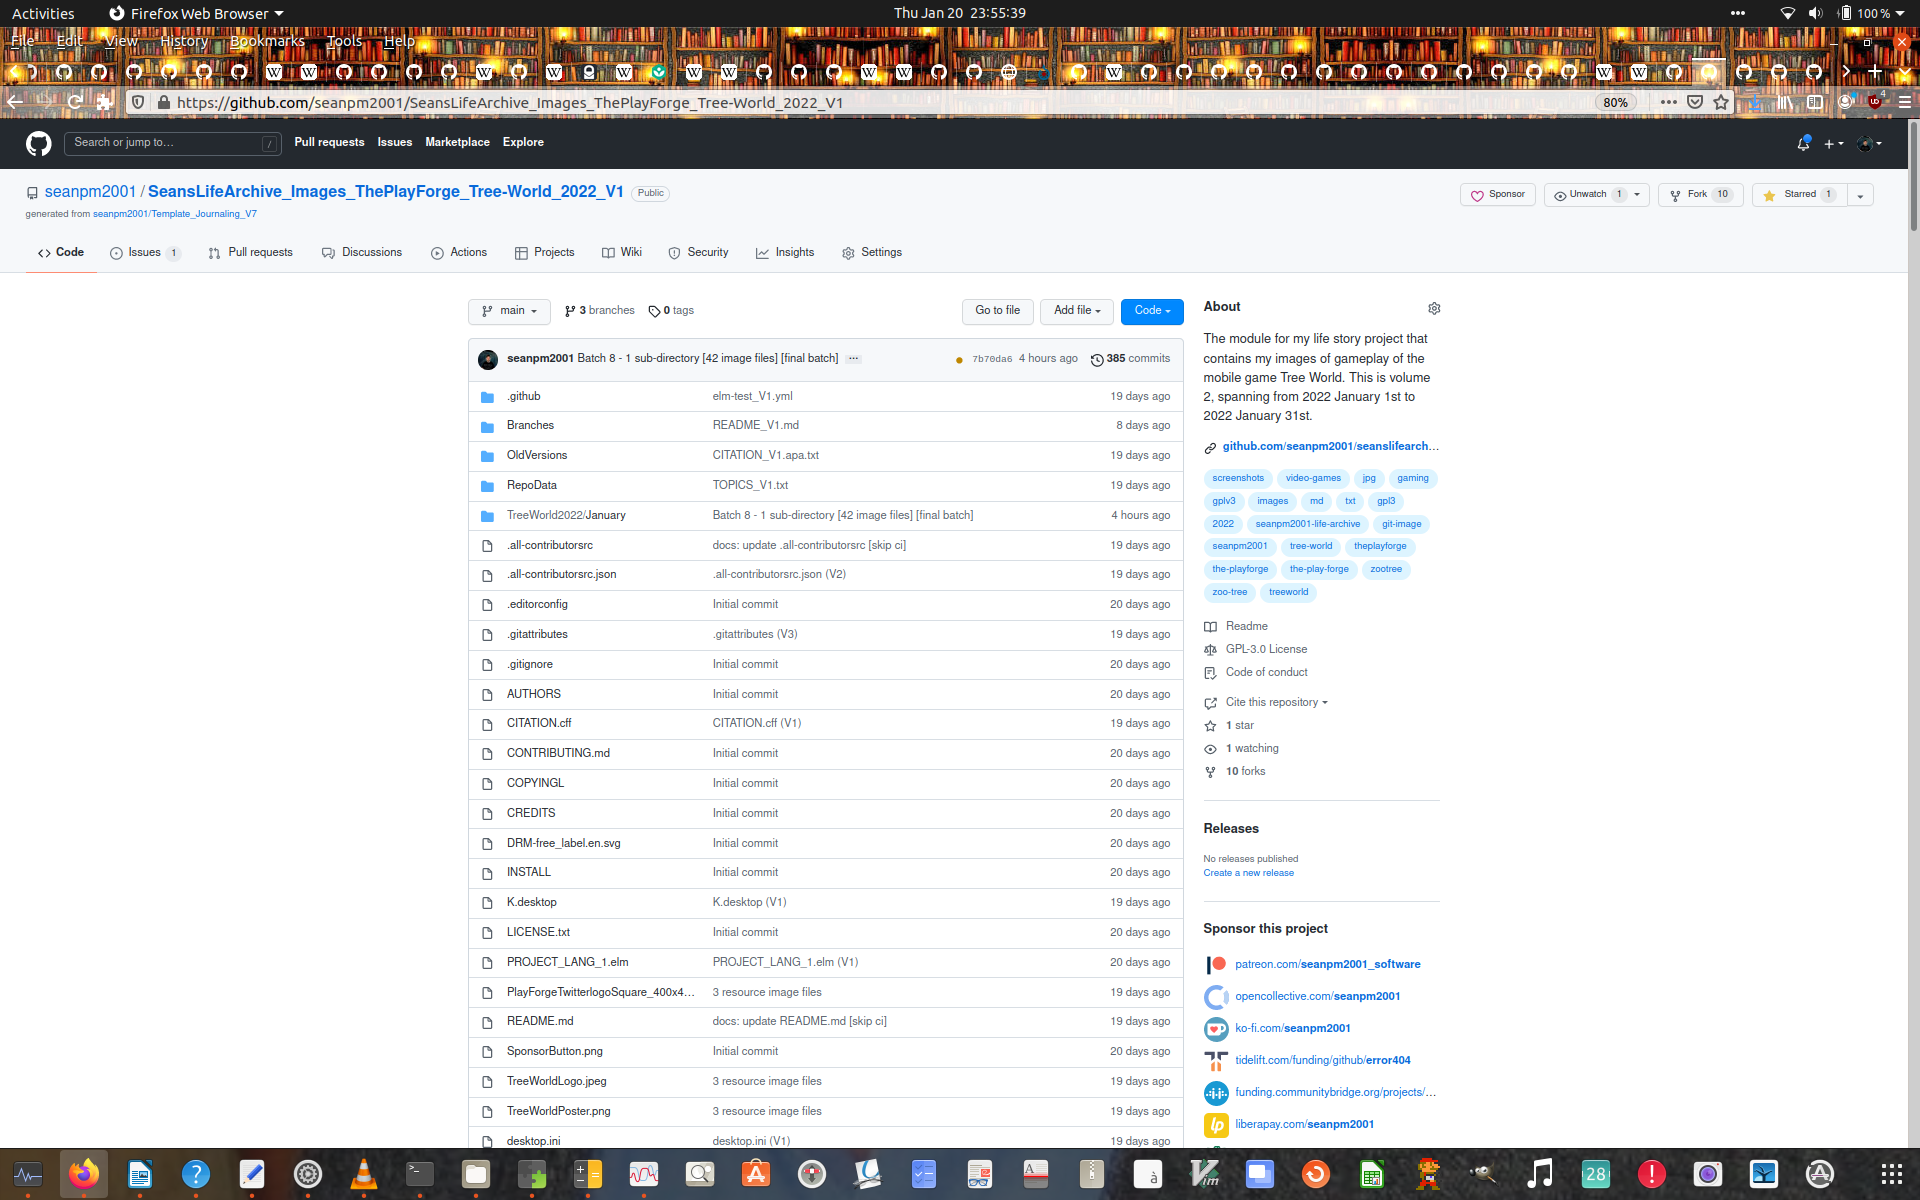 Activities Firefox Web Browser Thu Jan 20 23:55:39 100 %
File Edit View History Bookmarks Tools Help
https://github.com/seanpm2001/SeansLifeArchive_Images_ThePlayForge_Tree-World_2022_V1 80%
Search or jump to… / Pull requests Issues Marketplace Explore
seanpm2001 / SeansLifeArchive_Images_ThePlayForge_Tree-World_2022_V1 Public
Sponsor Unwatch 1 Fork 10 Starred 1
generated from seanpm2001/Template_Journaling_V7
Code Issues 1 Pull requests Discussions Actions Projects Wiki Security Insights Settings
main 3 branches 0 tags Go to file Add file Code
seanpm2001 Batch 8 - 1 sub-directory [42 image files] [final batch] ... 7b70da6 4 hours ago 385 commits
.github elm-test_V1.yml 19 days ago
Branches README_V1.md 8 days ago
OldVersions CITATION_V1.apa.txt 19 days ago
RepoData TOPICS_V1.txt 19 days ago
TreeWorld2022/January Batch 8 - 1 sub-directory [42 image files] [final batch] 4 hours ago
.all-contributorsrc docs: update .all-contributorsrc [skip ci] 19 days ago
.all-contributorsrc.json .all-contributorsrc.json (V2) 19 days ago
.editorconfig Initial commit 20 days ago
.gitattributes .gitattributes (V3) 19 days ago
.gitignore Initial commit 20 days ago
AUTHORS Initial commit 20 days ago
CITATION.cff CITATION.cff (V1) 19 days ago
CONTRIBUTING.md Initial commit 20 days ago
COPYINGL Initial commit 20 days ago
CREDITS Initial commit 20 days ago
DRM-free_label.en.svg Initial commit 20 days ago
INSTALL Initial commit 20 days ago
K.desktop K.desktop (V1) 19 days ago
LICENSE.txt Initial commit 20 days ago
PROJECT_LANG_1.elm PROJECT_LANG_1.elm (V1) 20 days ago
PlayForgeTwitterlogoSquare_400x4… 3 resource image files 19 days ago
README.md docs: update README.md [skip ci] 19 days ago
SponsorButton.png Initial commit 20 days ago
TreeWorldLogo.jpeg 3 resource image files 19 days ago
TreeWorldPoster.png 3 resource image files 19 days ago
desktop.ini desktop.ini (V1) 19 days ago
About
The module for my life story project that
contains my images of gameplay of the
mobile game Tree World. This is volume
2, spanning from 2022 January 1st to
2022 January 31st.
github.com/seanpm2001/seanslifearch…
screenshots video-games jpg gaming
gplv3 images md txt gpl3
2022 seanpm2001-life-archive git-image
seanpm2001 tree-world theplayforge
the-playforge the-play-forge zootree
zoo-tree treeworld
Readme
GPL-3.0 License
Code of conduct
Cite this repository
1 star
1 watching
10 forks
Releases
No releases published
Create a new release
Sponsor this project
patreon.com/seanpm2001_software
opencollective.com/seanpm2001
ko-fi.com/seanpm2001
tidelift.com/funding/github/error404
funding.communitybridge.org/projects/…
liberapay.com/seanpm2001
28